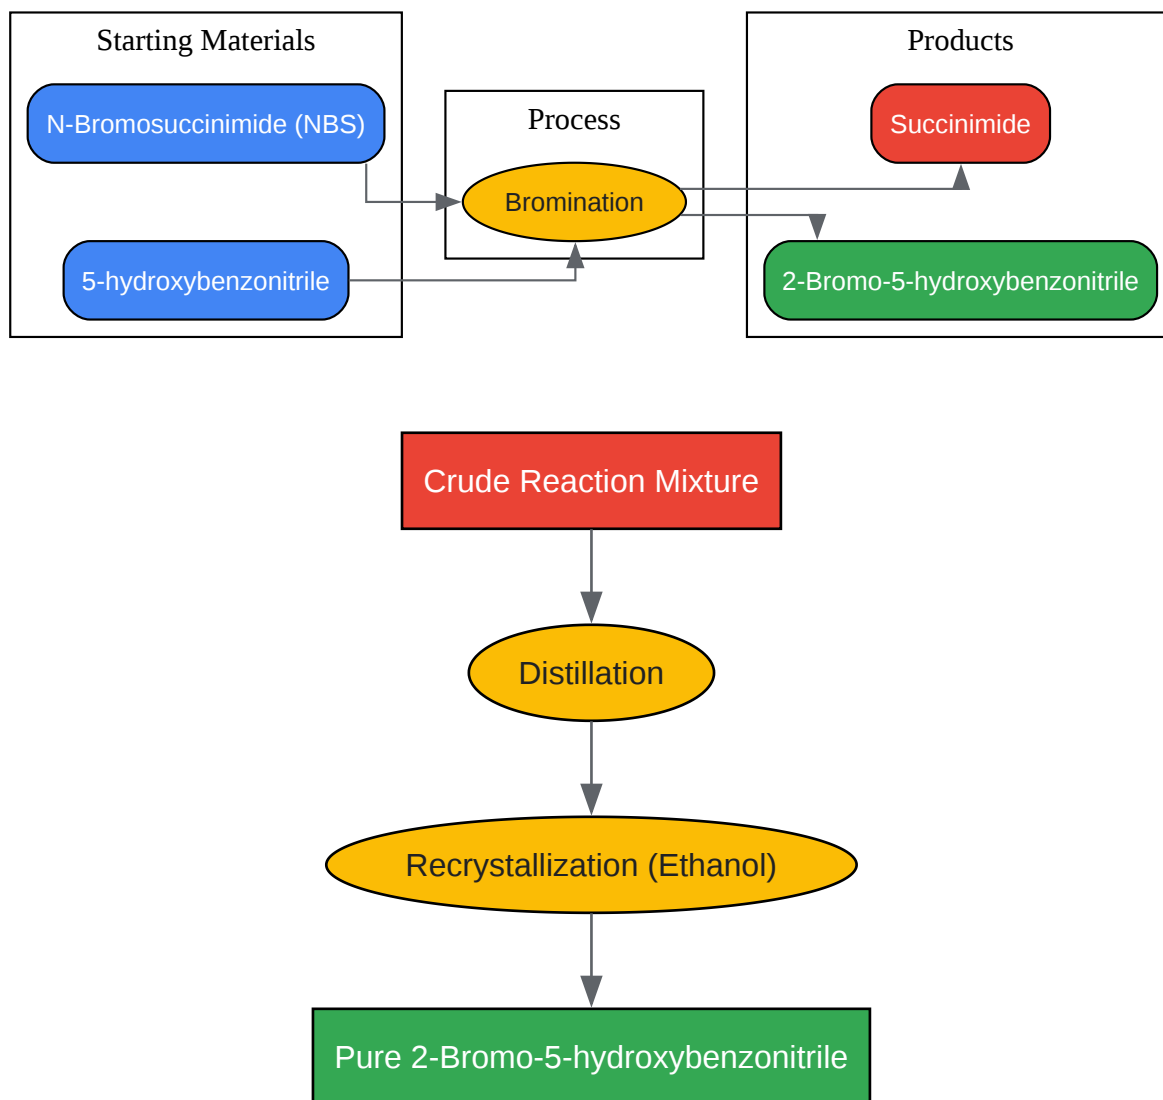 Starting Materials
N-Bromosuccinimide (NBS)
5-hydroxybenzonitrile
Process
Bromination
Products
Succinimide
2-Bromo-5-hydroxybenzonitrile
Crude Reaction Mixture
Distillation
Recrystallization (Ethanol)
Pure 2-Bromo-5-hydroxybenzonitrile